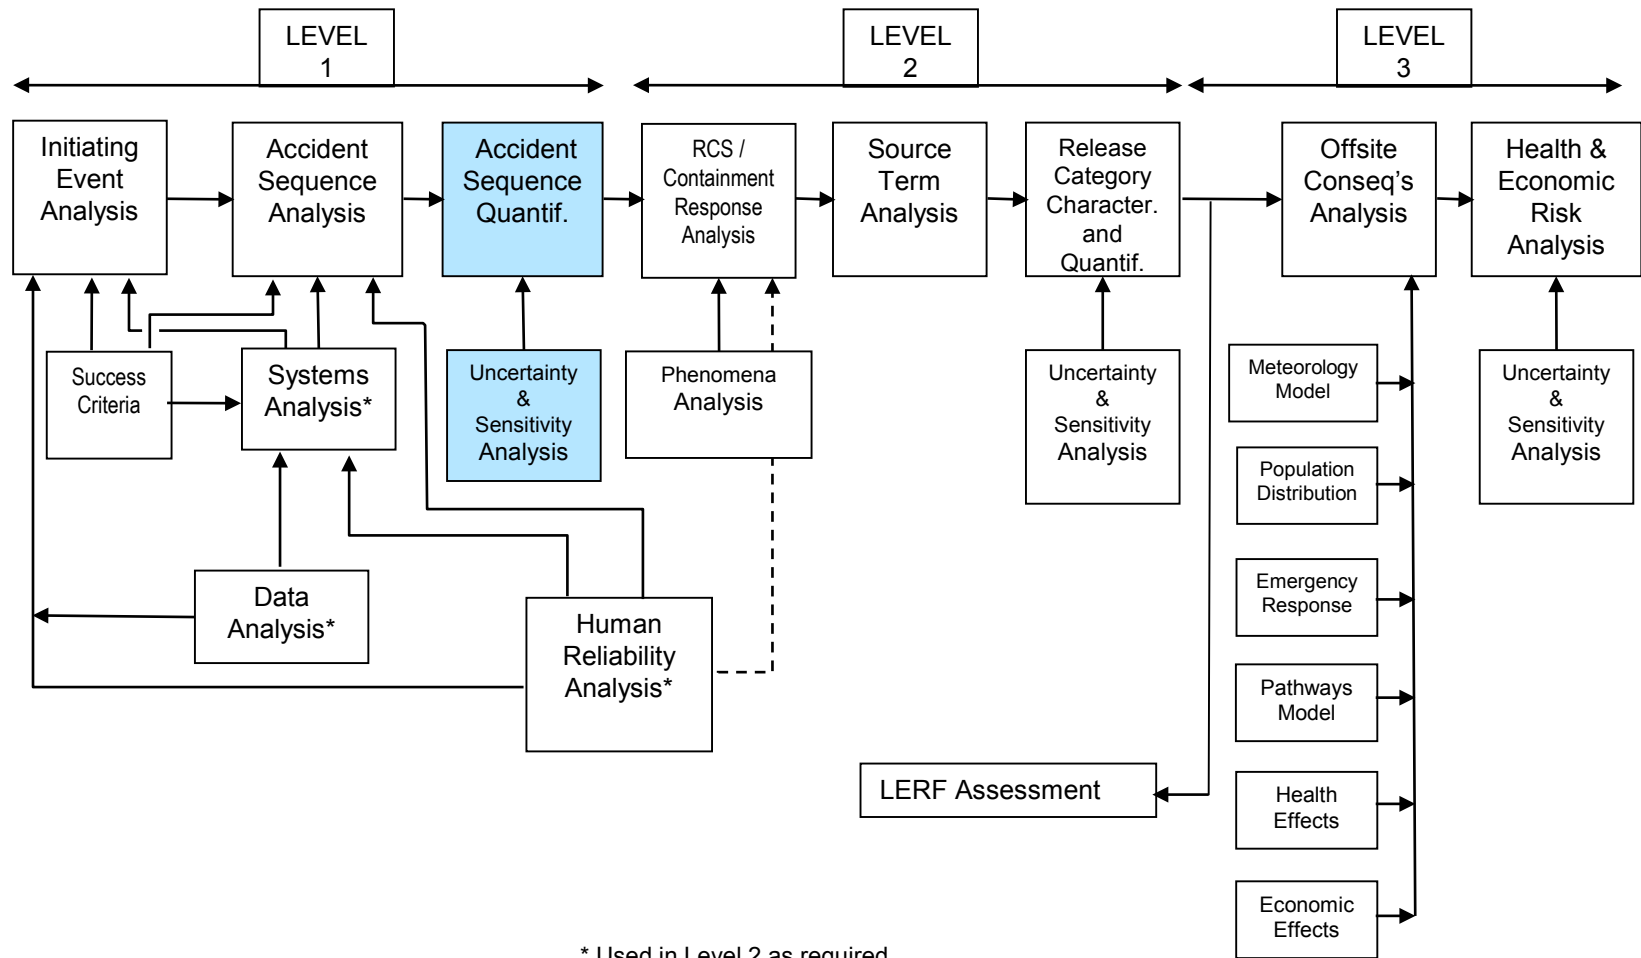 LEVEL
1
LEVEL
2
LEVEL
3
Initiating
Event
Analysis
Accident
Sequence
Analysis
Accident
Sequence
Quantif.
RCS /
Containment
Response
Analysis
Source
Term
Analysis
Release
Category
Character.
and
Quantif.
Offsite
Conseq's
Analysis
Health &
Economic
Risk
Analysis
Success
Criteria
Systems
Analysis*
Uncertainty
&
Sensitivity
Analysis
Phenomena
Analysis
Uncertainty
&
Sensitivity
Analysis
Meteorology
Model
Uncertainty
&
Sensitivity
Analysis
Population
Distribution
Data
Analysis*
Human
Reliability
Analysis*
Emergency
Response
Pathways
Model
LERF Assessment
Health
Effects
Economic
Effects
* Used in Level 2 as required